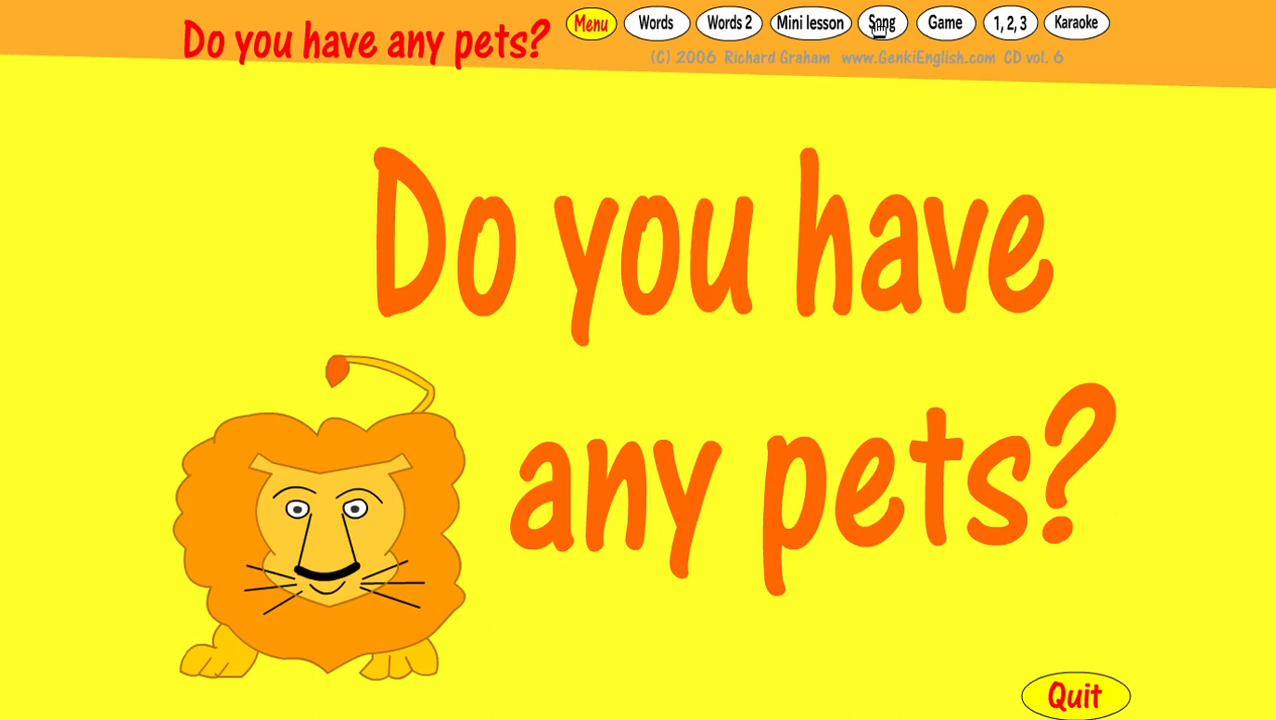 Do you have any pets?
Menu
Words
Words 2
Mini lesson
Song
Game
1, 2, 3
Karaoke
(C) 2006 Richard Graham www.GenkiEnglish.com CD vol. 6
Do you have
any pets?
Quit